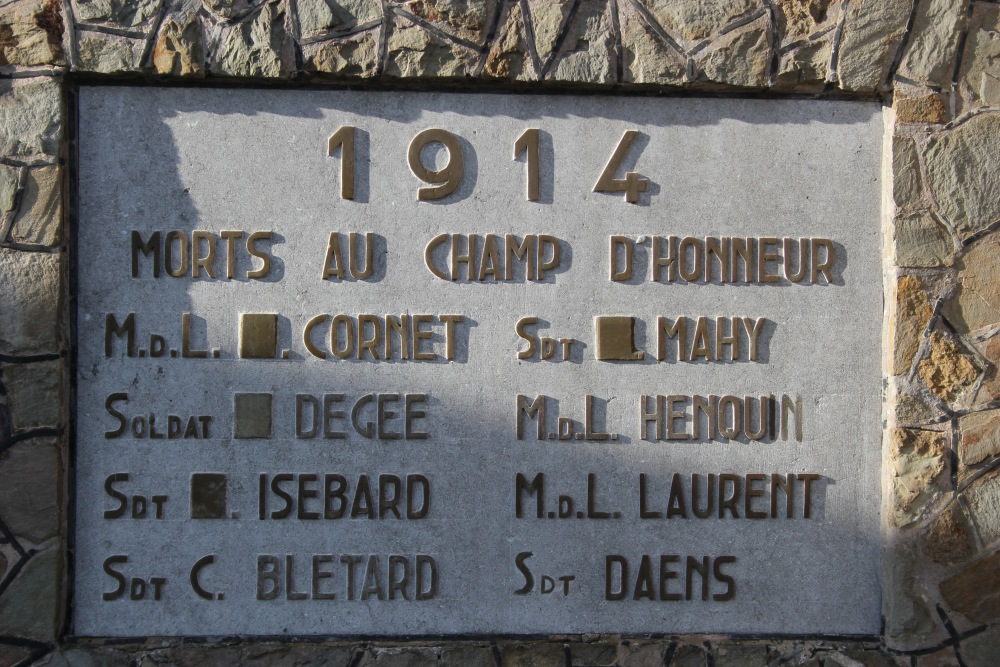 1914
MORTS AU CHAMP D'HONNEUR
M.D.L. . CORNET SDT MAHY
SOLDAT DEGEE M.D.L. HENQUIN
SDT . ISEBARD M.D.L. LAURENT
SDT C. BLETARD SDT DAENS